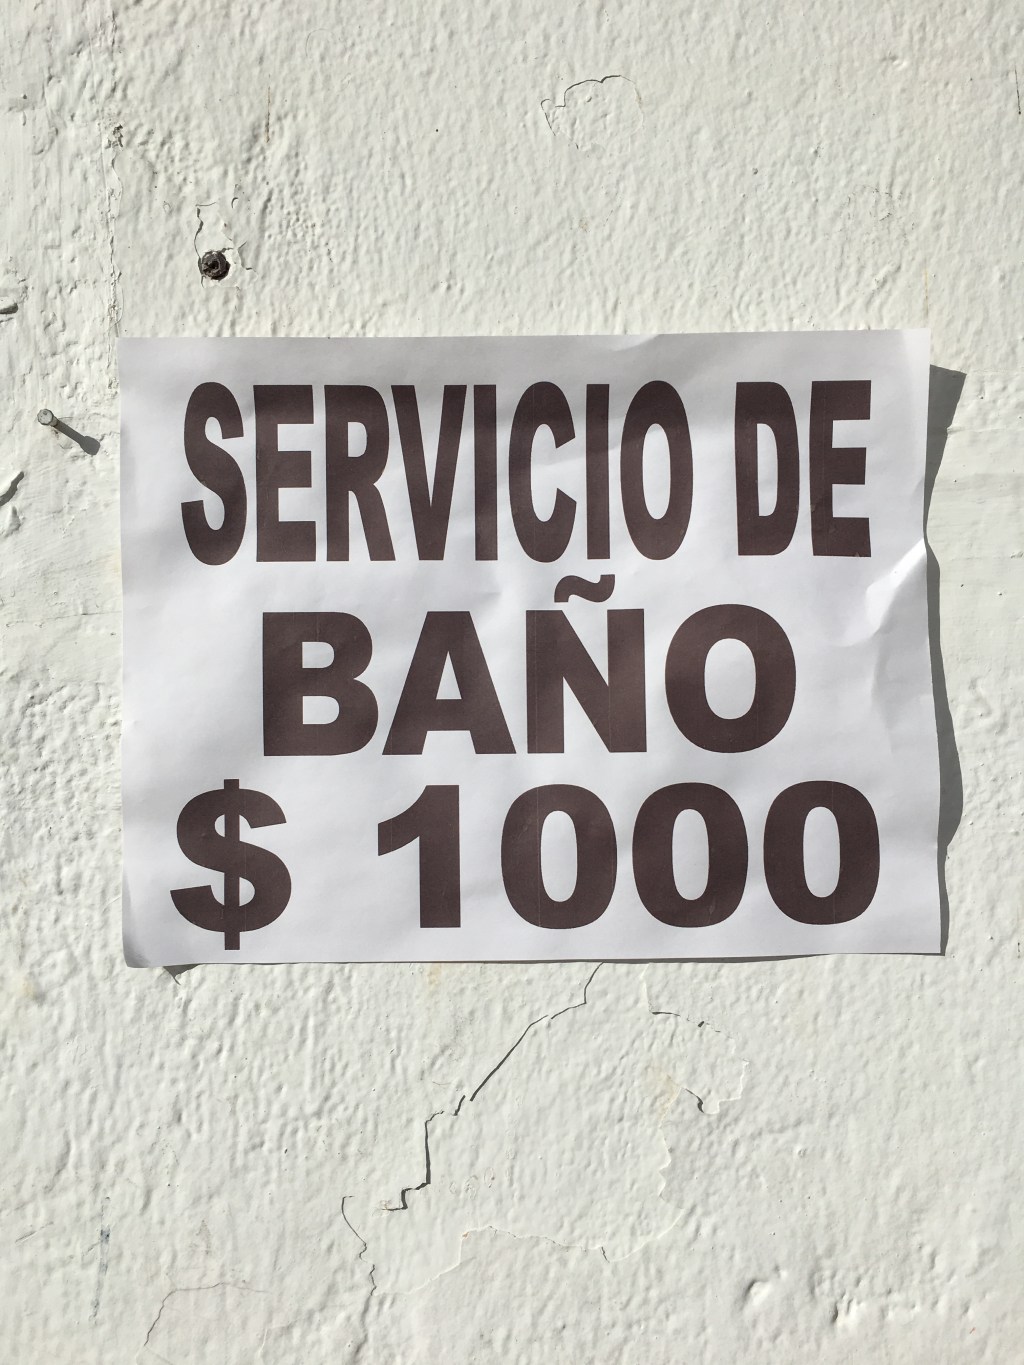 SERVICIO DE
BAÑO
$ 1000